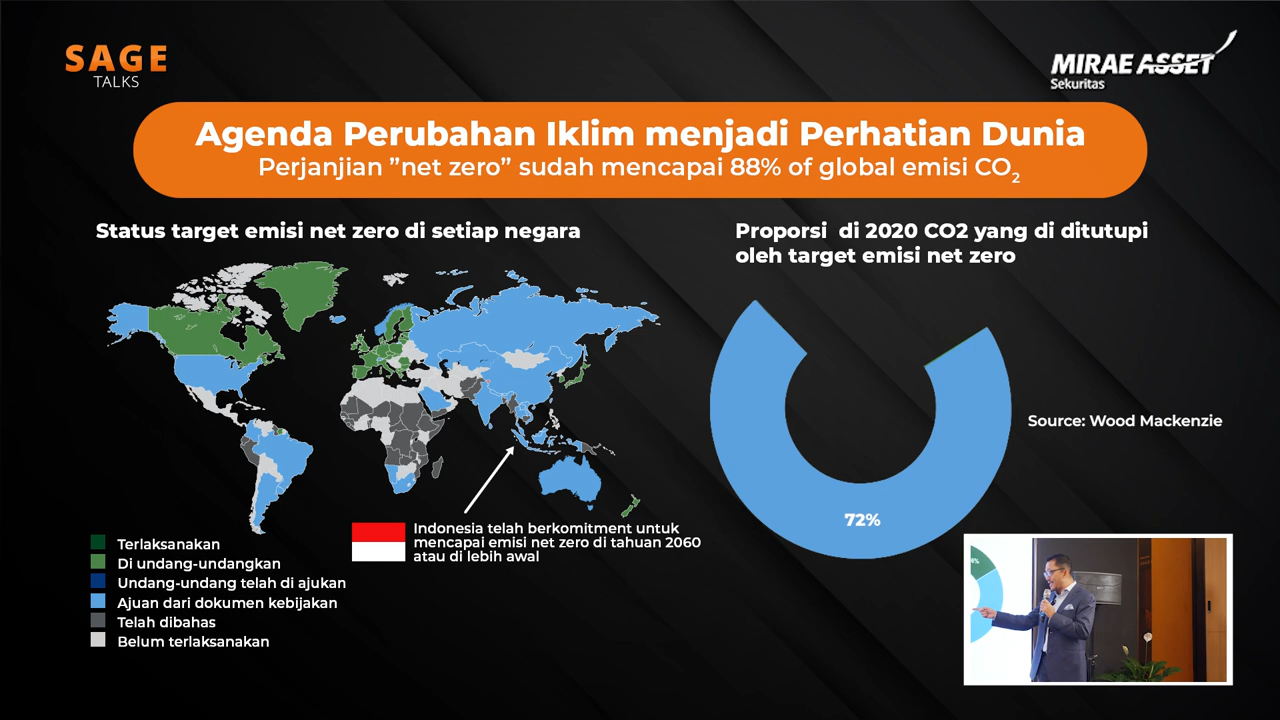 SAGE
TALKS
MIRAE ASSET
Sekuritas
Agenda Perubahan Iklim menjadi Perhatian Dunia
Perjanjian ”net zero” sudah mencapai 88% of global emisi CO₂
Status target emisi net zero di setiap negara
Proporsi di 2020 CO2 yang di ditutupi
oleh target emisi net zero
Source: Wood Mackenzie
72%
Indonesia telah berkomitment untuk
mencapai emisi net zero di tahuan 2060
atau di lebih awal
Terlaksanakan
Di undang-undangkan
Undang-undang telah di ajukan
Ajuan dari dokumen kebijakan
Telah dibahas
Belum terlaksanakan